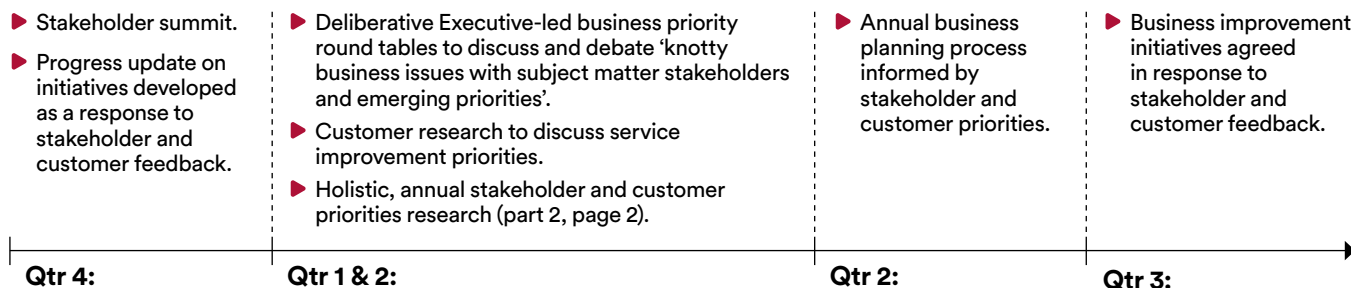 Stakeholder summit.
Progress update on
initiatives developed
as a response to
stakeholder and
customer feedback.
Qtr 4:
Deliberative Executive-led business priority
round tables to discuss and debate ‘knotty
business issues with subject matter stakeholders
and emerging priorities’.
Customer research to discuss service
improvement priorities.
Holistic, annual stakeholder and customer
priorities research (part 2, page 2).
Qtr 1 & 2:
Annual business
planning process
informed by
stakeholder and
customer priorities.
Qtr 2:
Business improvement
initiatives agreed
in response to
stakeholder and
customer feedback.
Qtr 3: